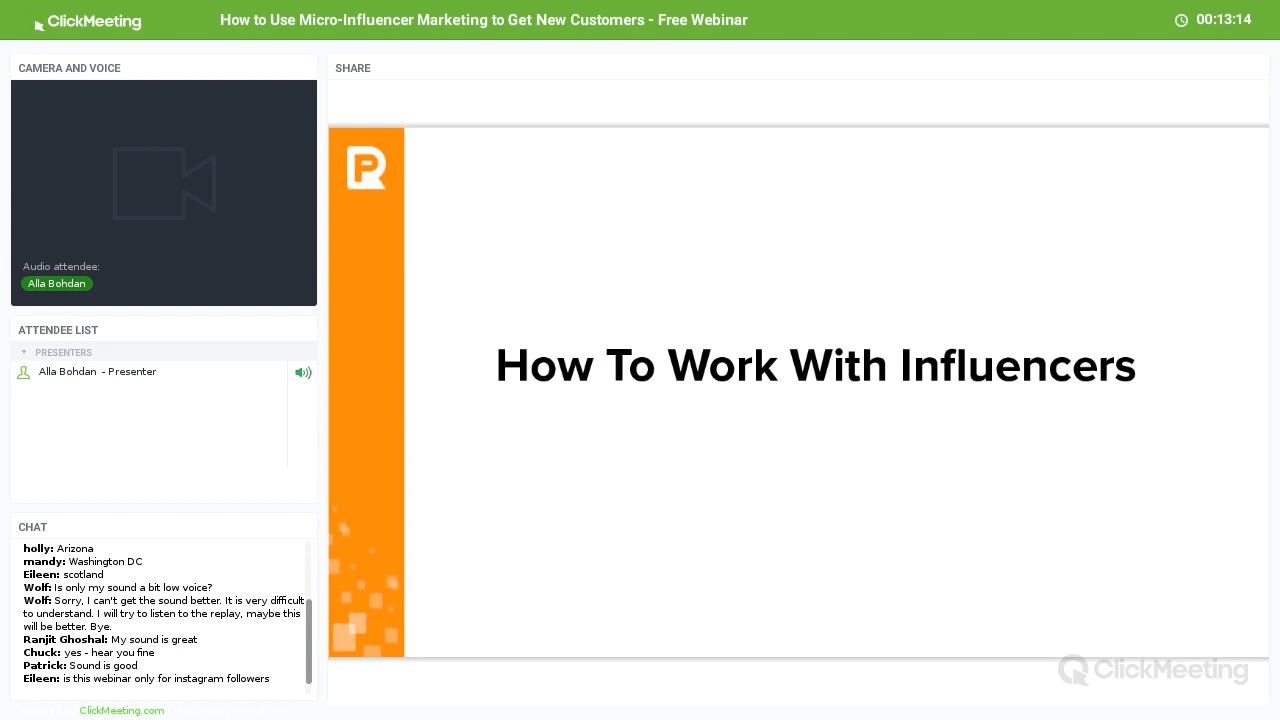 ClickMeeting
How to Use Micro-Influencer Marketing to Get New Customers - Free Webinar
00:13:14
CAMERA AND VOICE
Audio attendee:
Alla Bohdan
ATTENDEE LIST
PRESENTERS
Alla Bohdan - Presenter
CHAT
holly: Arizona
mandy: Washington DC
Eileen: scotland
Wolf: Is only my sound a bit low voice?
Wolf: Sorry, I can't get the sound better. It is very difficult
to understand. I will try to listen to the replay, maybe this
will be better. Bye.
Ranjit Ghoshal: My sound is great
Chuck: yes - hear you fine
Patrick: Sound is good
Eileen: is this webinar only for instagram followers
ClickMeeting.com
SHARE
How To Work With Influencers
ClickMeeting